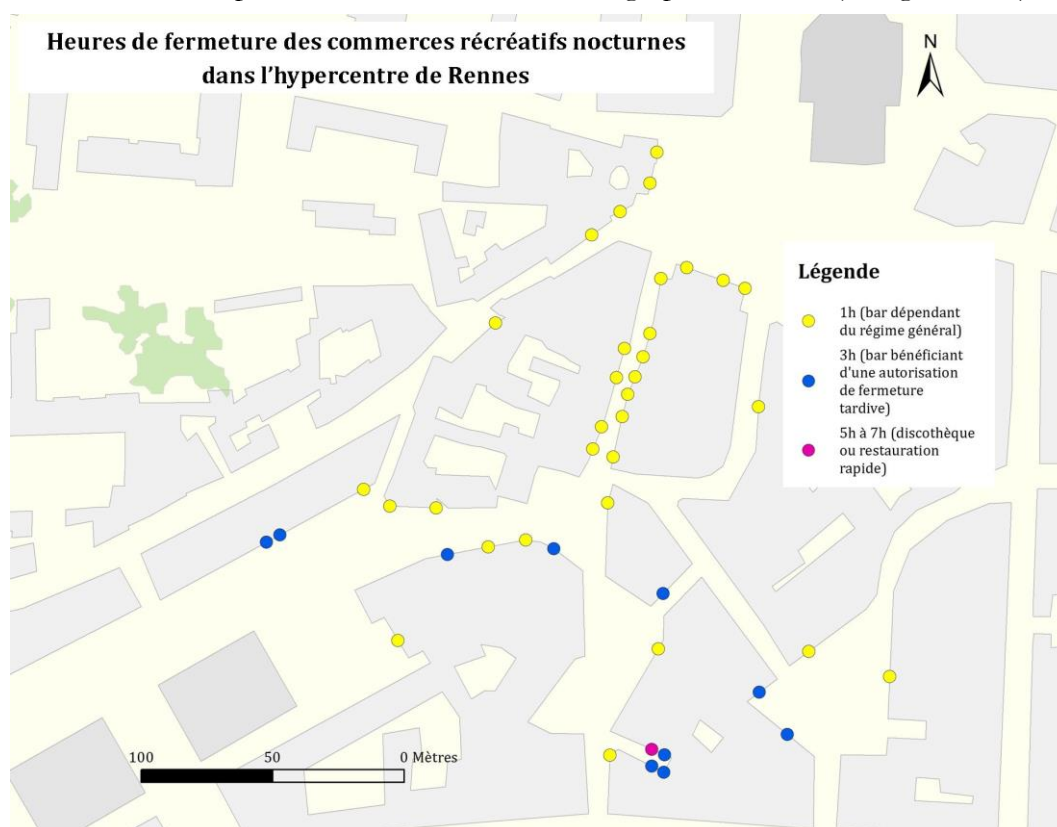 Heures de fermeture des commerces récréatifs nocturnes
dans l'hypercentre de Rennes
N
Légende
1h (bar dépendant
du régime général)
3h (bar bénéficiant
d'une autorisation
de fermeture
tardive)
5h à 7h (discothèque
ou restauration
rapide)
100 50 0 Mètres